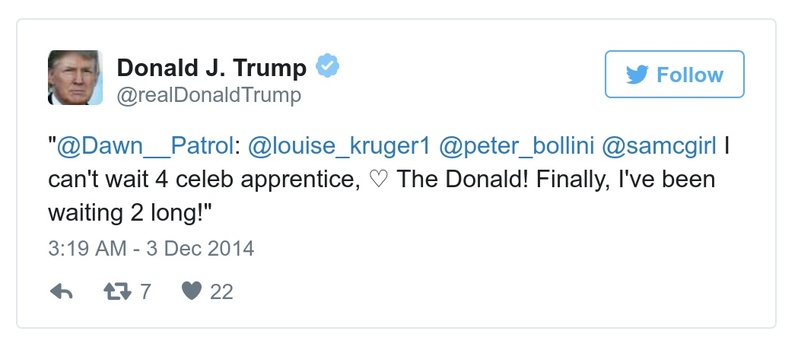 Donald J. Trump
@realDonaldTrump
Follow
"@Dawn__Patrol: @louise_kruger1 @peter_bollini @samcgirl I
can't wait 4 celeb apprentice, ♡ The Donald! Finally, I've been
waiting 2 long!"
3:19 AM - 3 Dec 2014
7 22